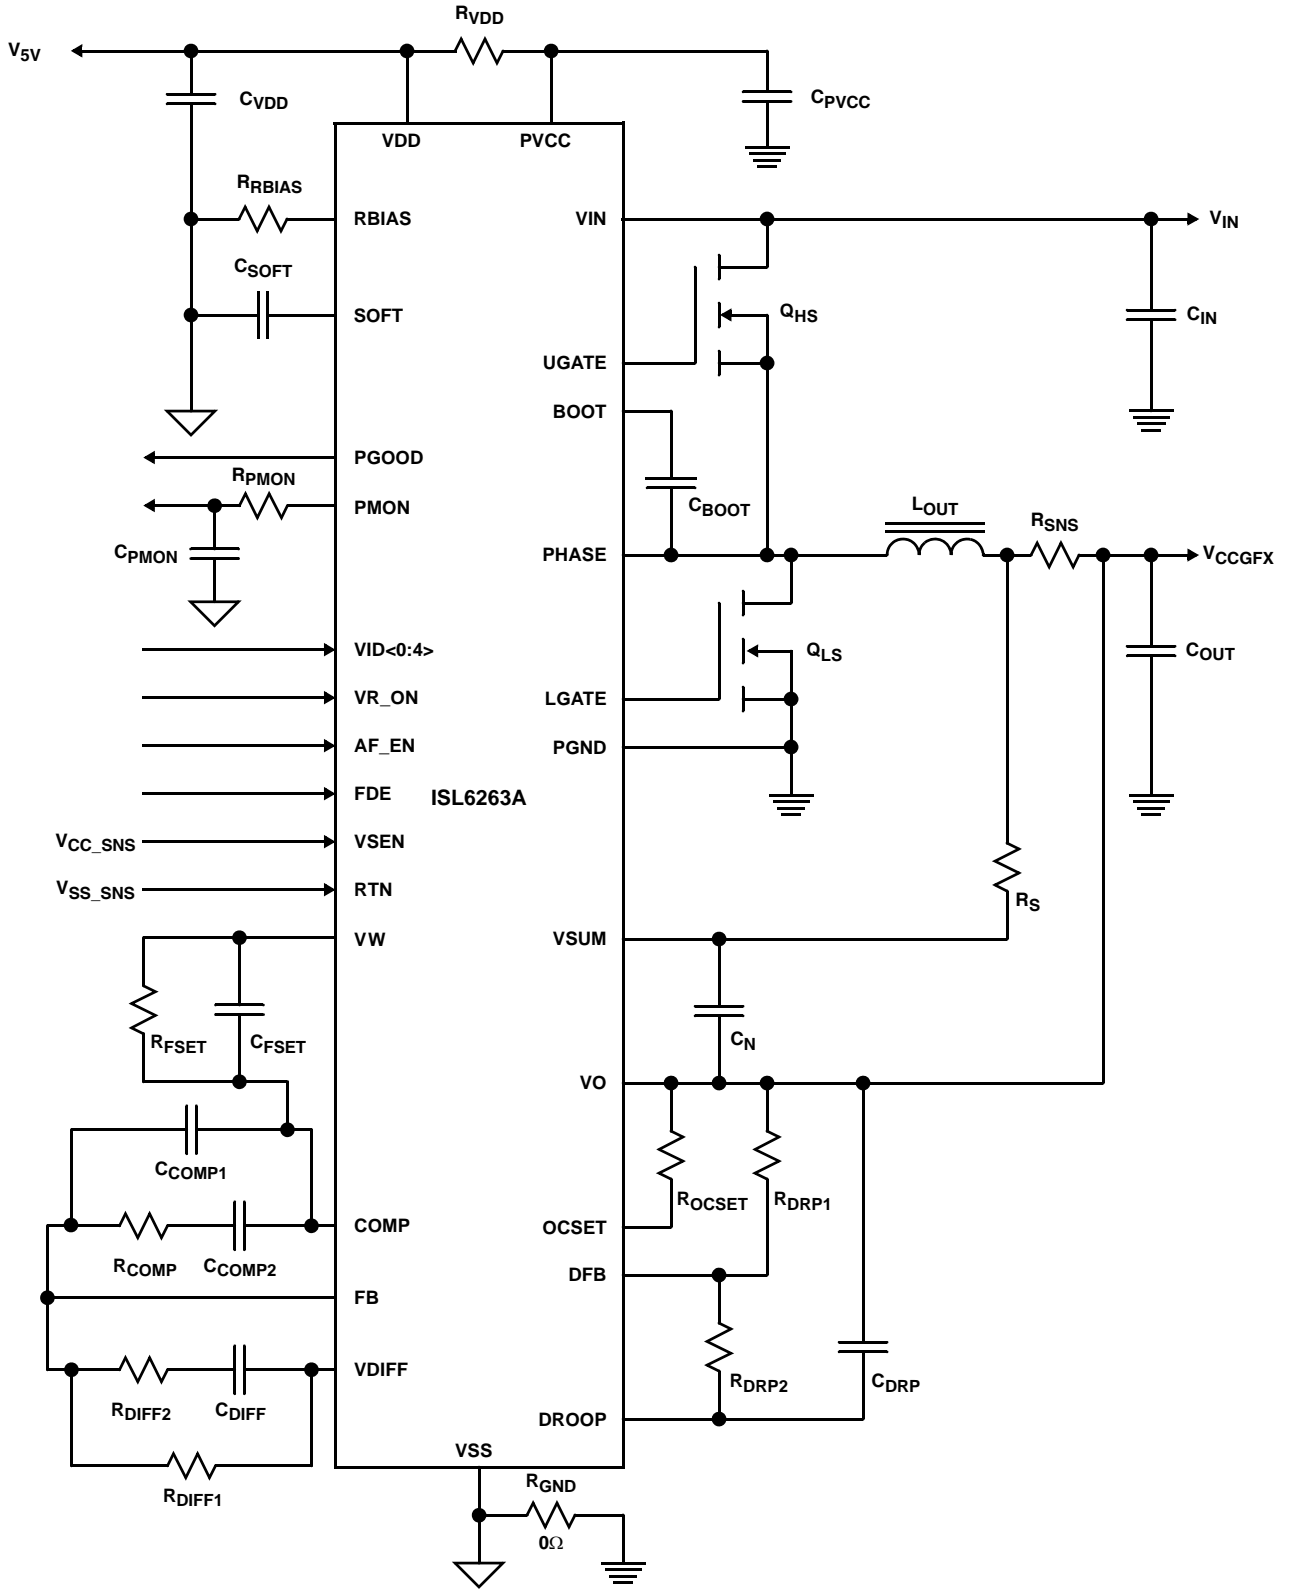 RVDD
V5V
CVDD
CPVCC
VDD
PVCC
RRBIAS
RBIAS
VIN
VIN
CSOFT
SOFT
QHS
CIN
UGATE
BOOT
PGOOD
RPMON
PMON
CBOOT
LOUT
RSNS
CPMON
PHASE
VCCGFX
VID<0:4>
QLS
COUT
VR_ON
LGATE
AF_EN
PGND
FDE
ISL6263A
VCC_SNS
VSEN
VSS_SNS
RTN
RS
VW
VSUM
RFSET
CFSET
CN
VO
CCOMP1
ROCSET
RDRP1
COMP
OCSET
RCOMP
CCOMP2
DFB
FB
VDIFF
RDIFF2
CDIFF
RDRP2
CDRP
DROOP
VSS
RDIFF1
RGND
0Ω